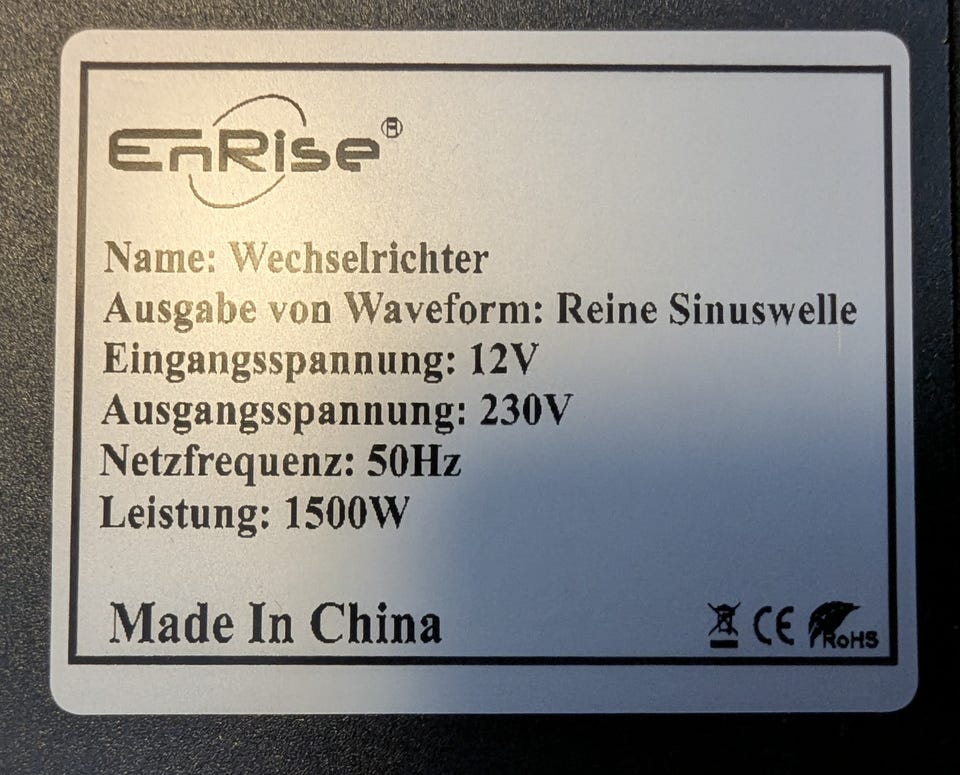 EnRise®
Name: Wechselrichter
Ausgabe von Waveform: Reine Sinuswelle
Eingangsspannung: 12V
Ausgangsspannung: 230V
Netzfrequenz: 50Hz
Leistung: 1500W
Made In China
CE RoHS